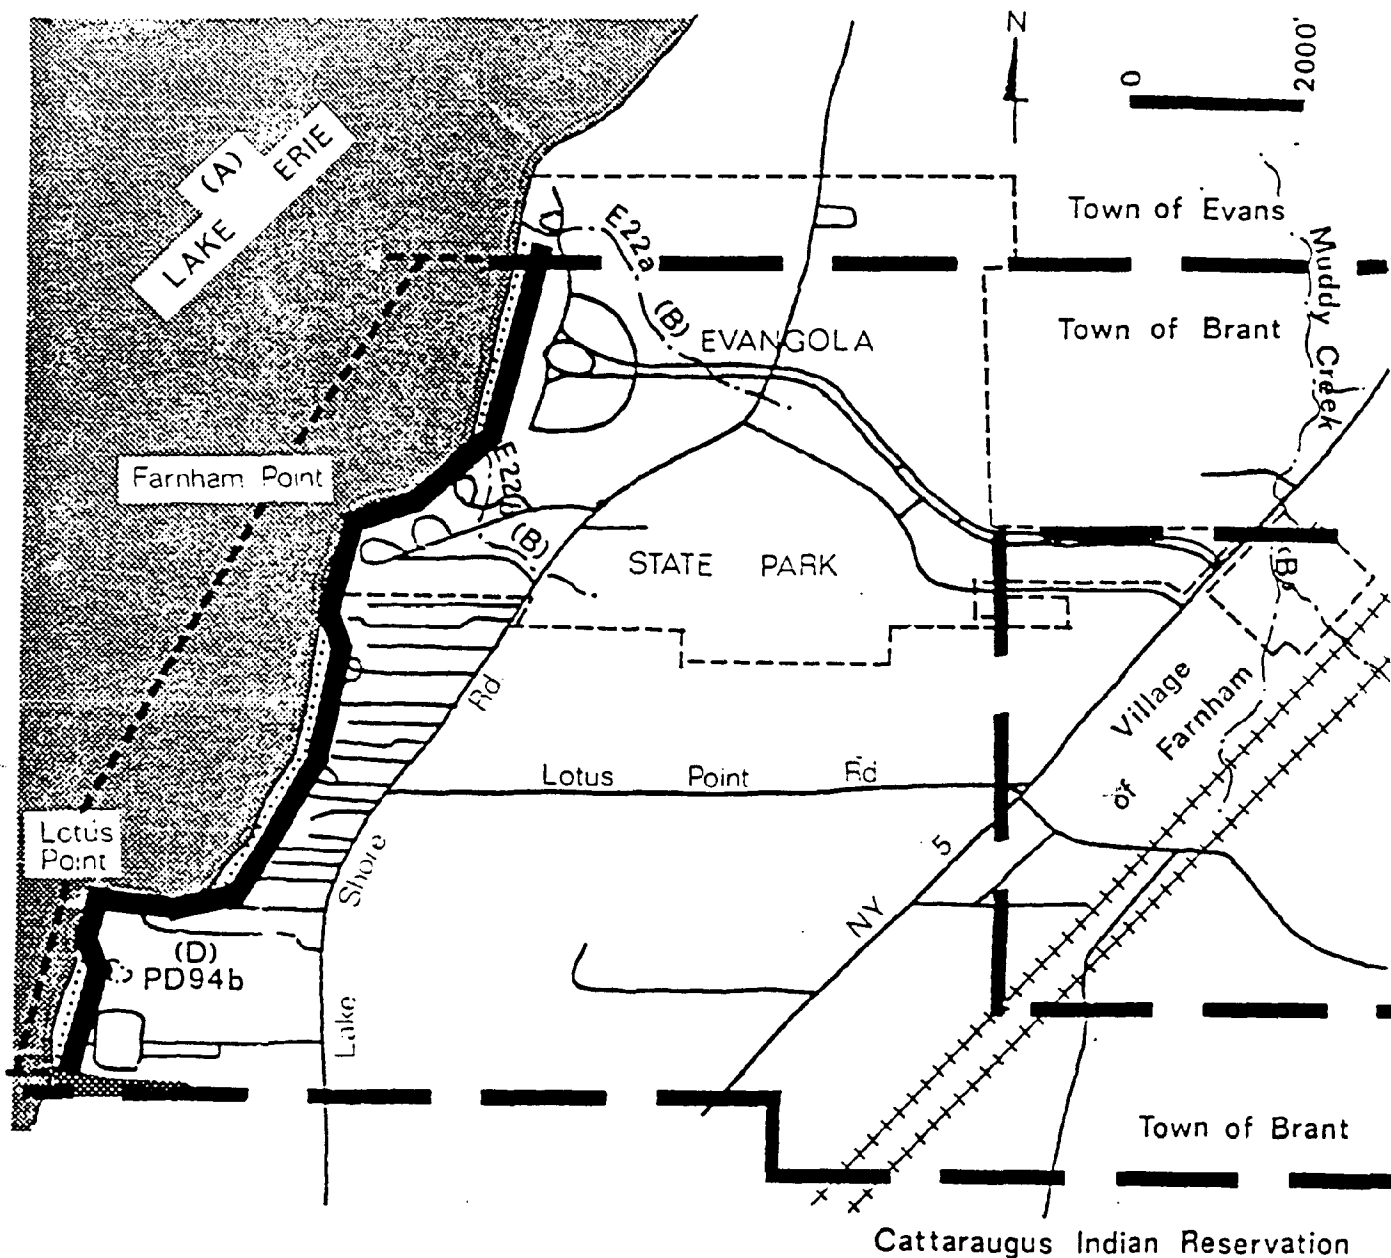 N
0 2000'
(A)
LAKE ERIE
Town of Evans
E22a
(B)
Muddy Creek
Town of Brant
EVANGOLA
Farnham Point
E220
(B)
(B)
STATE PARK
Village
of Farnham
Rd
Lotus Point Rd
Lotus
Point
Shore
5
NY
(D)
PD94b
Lake
Town of Brant
Cattaraugus Indian Reservation